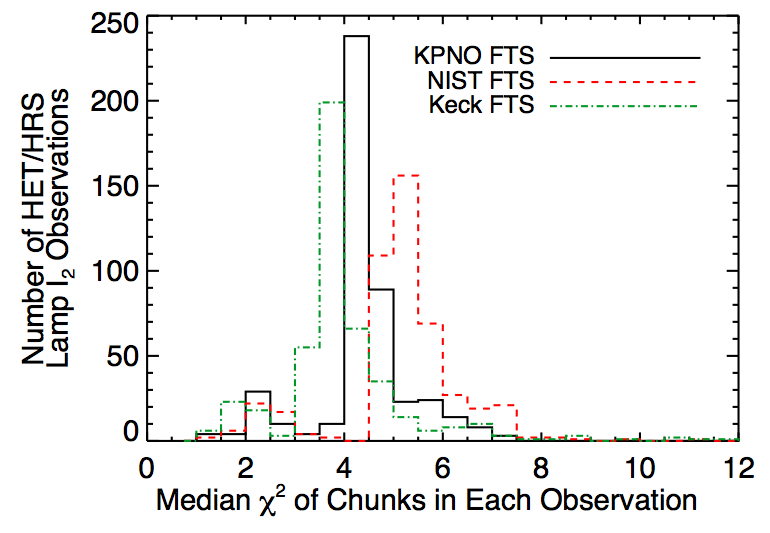 250
200
150
100
50
0
Number of HET/HRS
Lamp I₂ Observations
KPNO FTS
NIST FTS
Keck FTS
0 2 4 6 8 10 12
Median χ² of Chunks in Each Observation